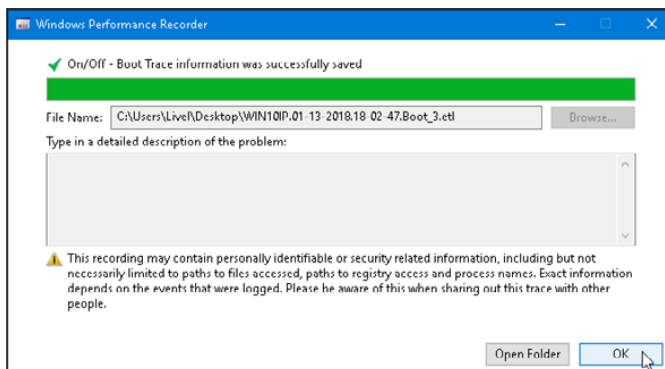 Windows Performance Recorder
On/Off - Boot Trace information was successfully saved
File Name: C:\Users\Livel\Desktop\WIN10IP.01-13-2018.18-02-47.Boot_3.etl Browse...
Type in a detailed description of the problem:
This recording may contain personally identifiable or security related information, including but not
necessarily limited to paths to files accessed, paths to registry access and process names. Exact information
depends on the events that were logged. Please be aware of this when sharing out this trace with other
people.
Open Folder OK